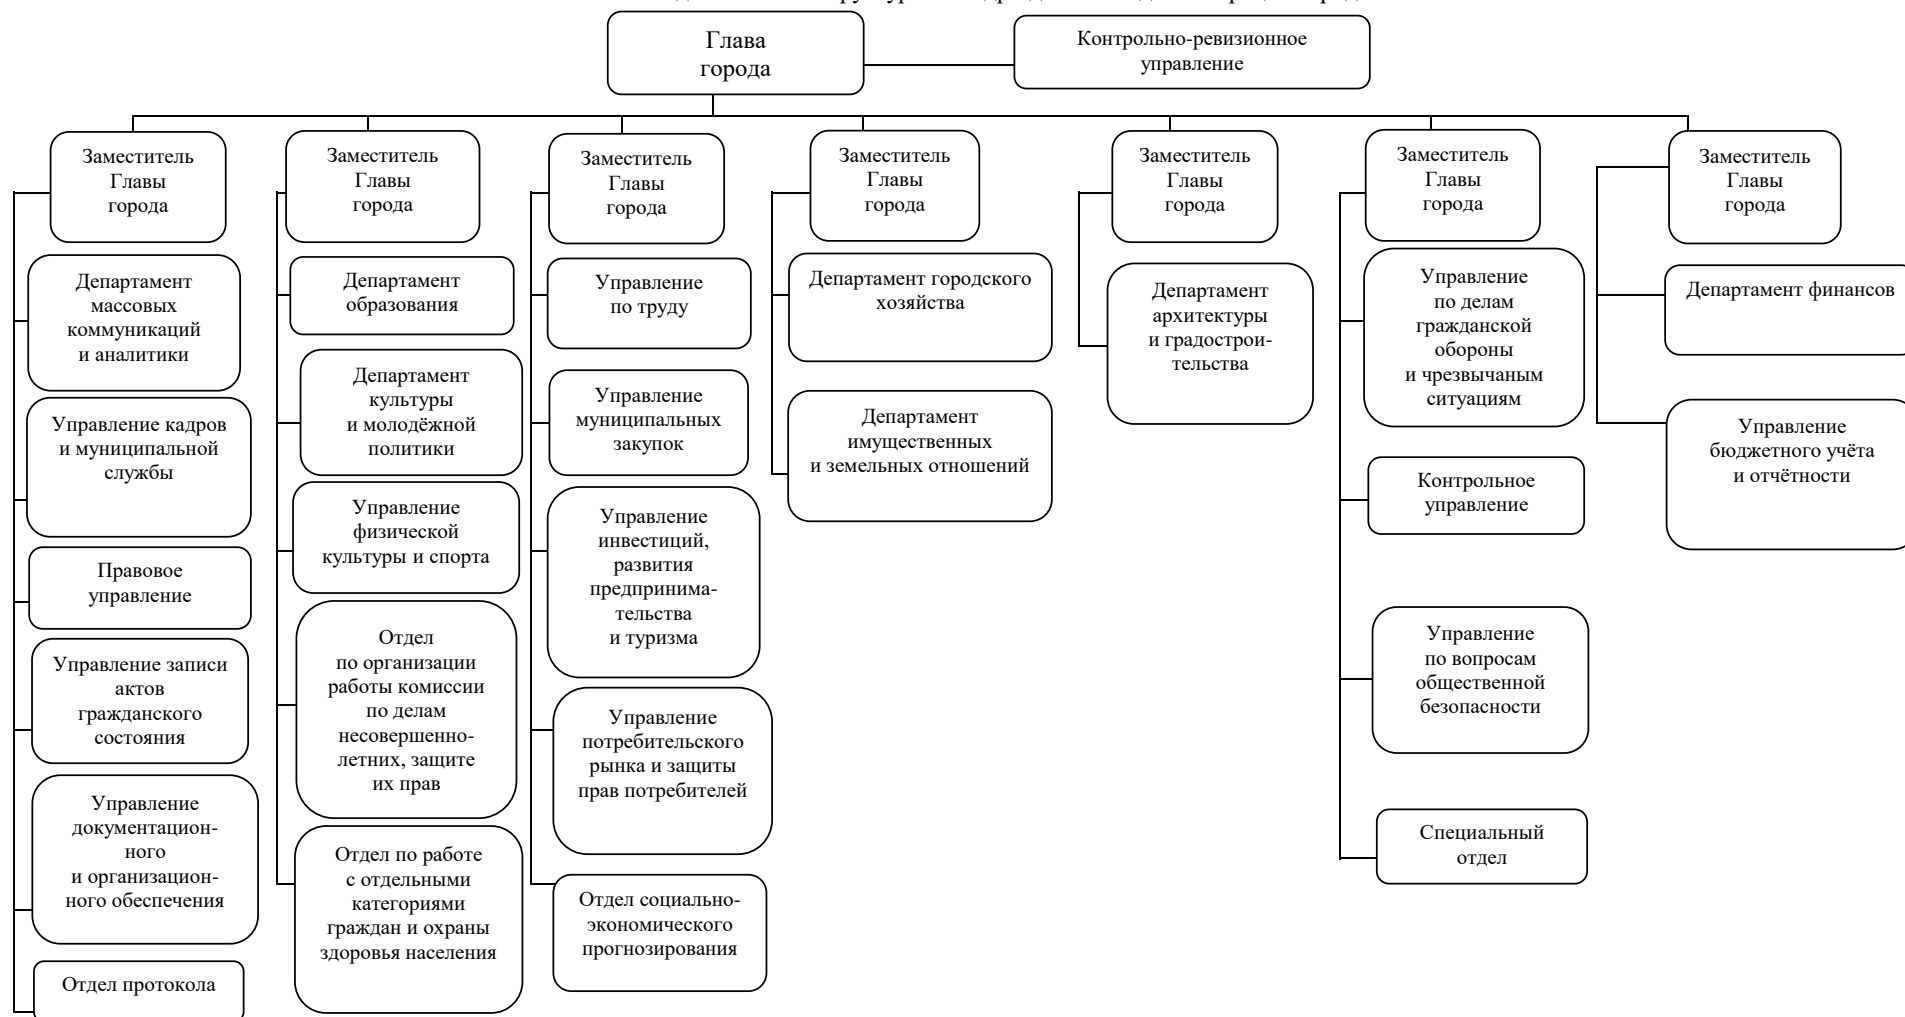 Глава
города
Контрольно-ревизионное
управление
Заместитель
Главы
города
Департамент
массовых
коммуникаций
и аналитики
Управление кадров
и муниципальной
службы
Правовое
управление
Управление записи
актов
гражданского
состояния
Управление
документацион-
ного
и организацион-
ного обеспечения
Отдел протокола
Заместитель
Главы
города
Департамент
образования
Департамент
культуры
и молодёжной
политики
Управление
физической
культуры и спорта
Отдел
по организации
работы комиссии
по делам
несовершенно-
летних, защите
их прав
Отдел по работе
с отдельными
категориями
граждан и охраны
здоровья населения
Заместитель
Главы
города
Управление
по труду
Управление
муниципальных
закупок
Управление
инвестиций,
развития
предпринима-
тельства
и туризма
Управление
потребительского
рынка и защиты
прав потребителей
Отдел социально-
экономического
прогнозирования
Заместитель
Главы
города
Департамент городского
хозяйства
Департамент
имущественных
и земельных отношений
Заместитель
Главы
города
Департамент
архитектуры
и градострои-
тельства
Заместитель
Главы
города
Управление
по делам
гражданской
обороны
и чрезвычаным
ситуациям
Контрольное
управление
Управление
по вопросам
общественной
безопасности
Специальный
отдел
Заместитель
Главы
города
Департамент финансов
Управление
бюджетного учёта
и отчётности